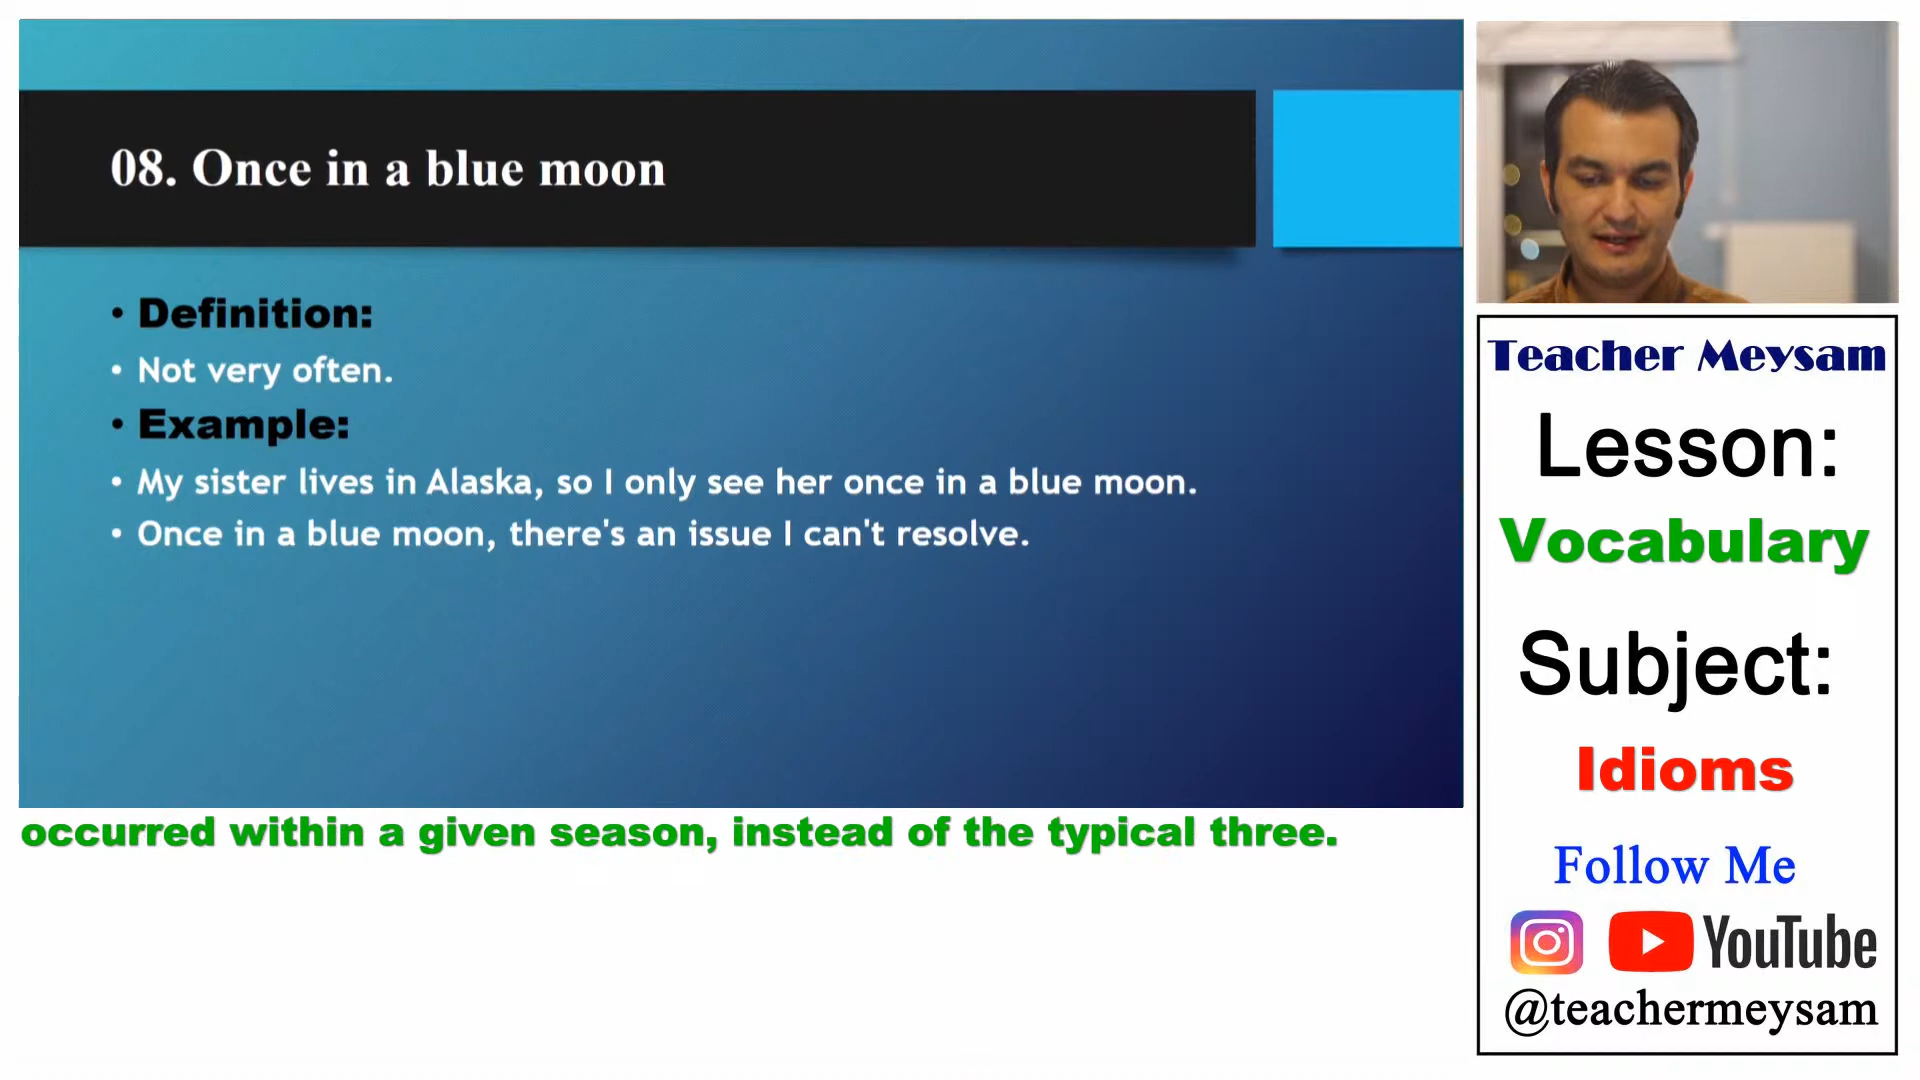 08. Once in a blue moon
• Definition:
• Not very often.
• Example:
• My sister lives in Alaska, so I only see her once in a blue moon.
• Once in a blue moon, there's an issue I can't resolve.
occurred within a given season, instead of the typical three.
Teacher Meysam
Lesson:
Vocabulary
Subject:
Idioms
Follow Me
YouTube
@teachermeysam